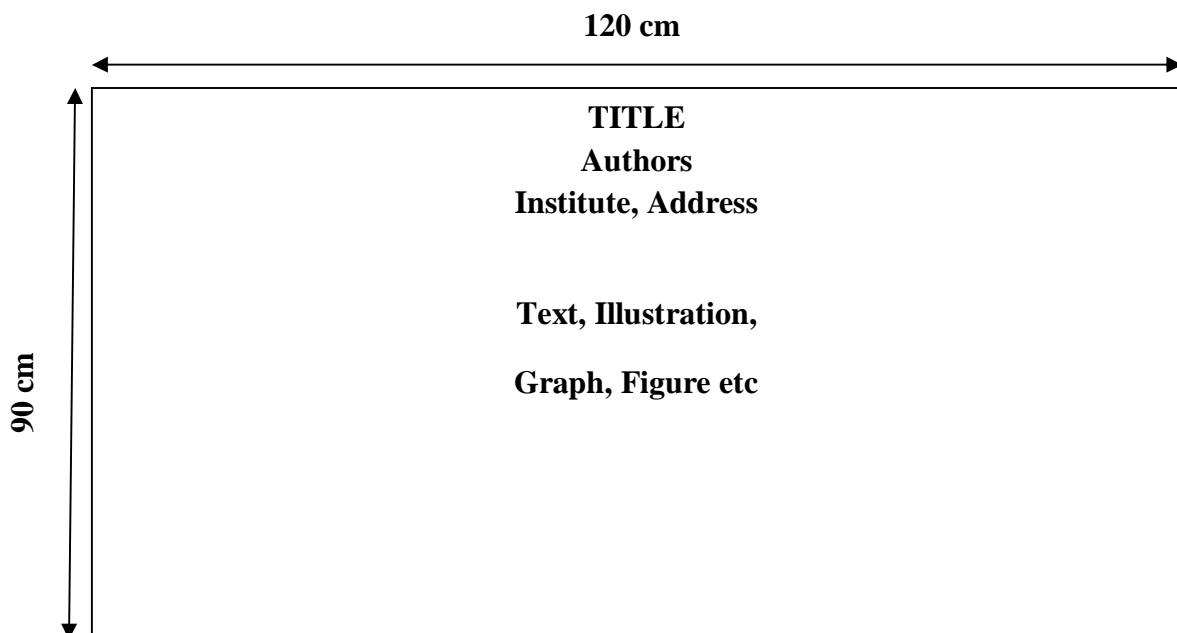 120 cm
TITLE
Authors
Institute, Address
Text, Illustration,
Graph, Figure etc
90 cm